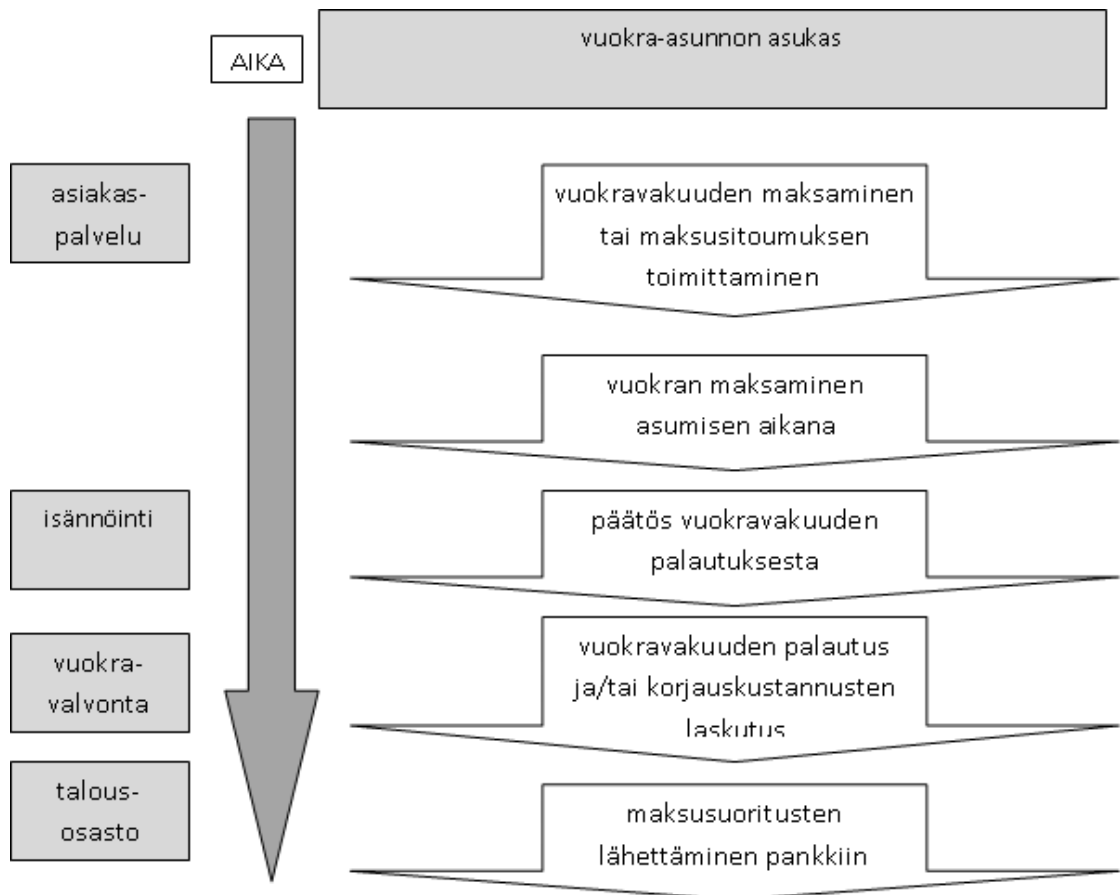 vuokra-asunnon asukas
AIKA
asiakas-
palvelu
vuokravakuuden maksaminen
tai maksusitoumuksen
toimittaminen
vuokran maksaminen
asumisen aikana
isännöinti
päätös vuokravakuuden
palautuksesta
vuokra-
valvonta
vuokravakuuden palautus
ja/tai korjauskustannusten
laskutus
talous-
osasto
maksusuoritusten
lähettäminen pankkiin